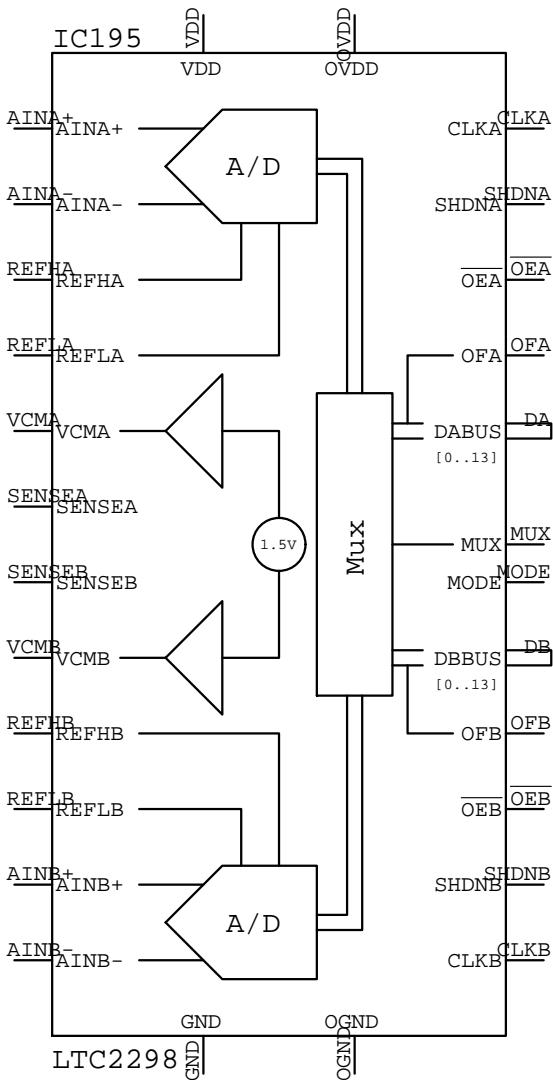 IC195
VDD
OVDD
VDD
OVDD
AINA+
AINA+
CLKA
CLKA
A/D
AINA-
AINA-
SHDNA
SHDNA
REFHA
REFHA
OEA
OEA
REFLA
REFLA
OFA
OFA
VCMA
VCMA
DABUS
DA
[0..13]
SENSEA
SENSEA
1.5V
Mux
MUX
MUX
SENSEB
SENSEB
MODE
MODE
VCMB
VCMB
DBBUS
DB
[0..13]
REFHB
REFHB
OFB
OFB
REFLB
REFLB
OEB
OEB
AINB+
AINB+
SHDNB
SHDNB
A/D
AINB-
AINB-
CLKB
CLKB
GND
OGND
LTC2298
GND
OGND